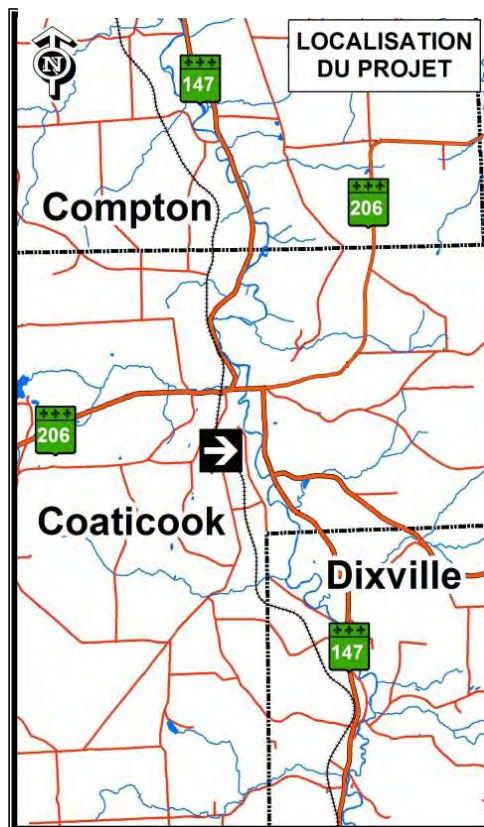 N
LOCALISATION
DU PROJET
147
Compton
206
206
Coaticook
Dixville
147